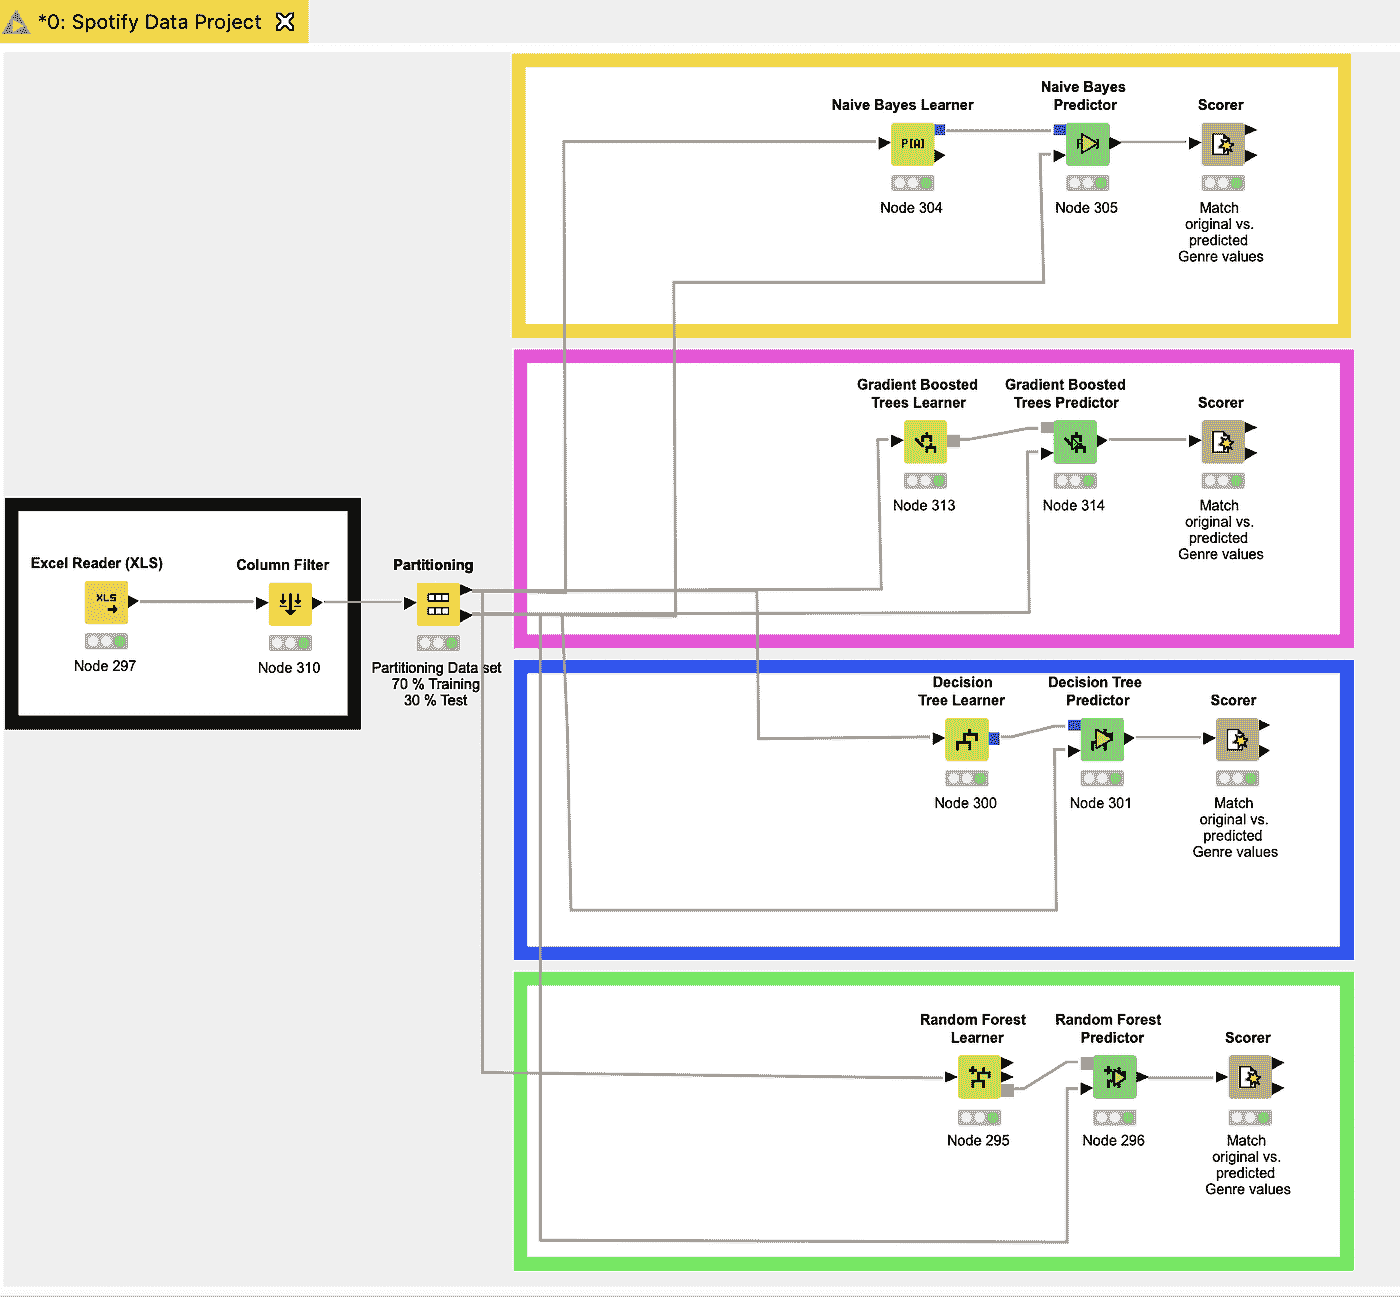 *0: Spotify Data Project
Naive Bayes Learner
P[A]
Node 304
Naive Bayes
Predictor
Node 305
Scorer
Match
original vs.
predicted
Genre values
Gradient Boosted
Trees Learner
Node 313
Gradient Boosted
Trees Predictor
Node 314
Scorer
Match
original vs.
predicted
Genre values
Excel Reader (XLS)
XLS
Node 297
Column Filter
Node 310
Partitioning
Partitioning Data set
70 % Training
30 % Test
Decision
Tree Learner
Node 300
Decision Tree
Predictor
Node 301
Scorer
Match
original vs.
predicted
Genre values
Random Forest
Learner
Node 295
Random Forest
Predictor
Node 296
Scorer
Match
original vs.
predicted
Genre values